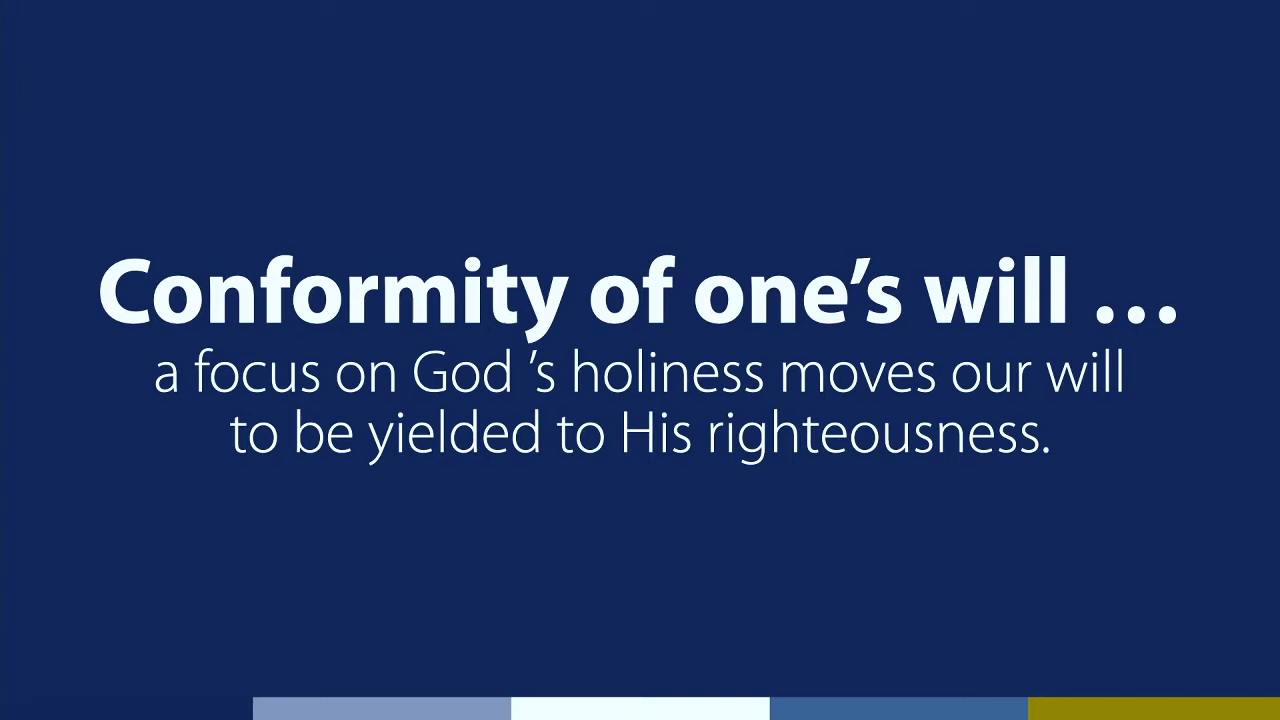 Conformity of one’s will …
a focus on God ’s holiness moves our will
to be yielded to His righteousness.